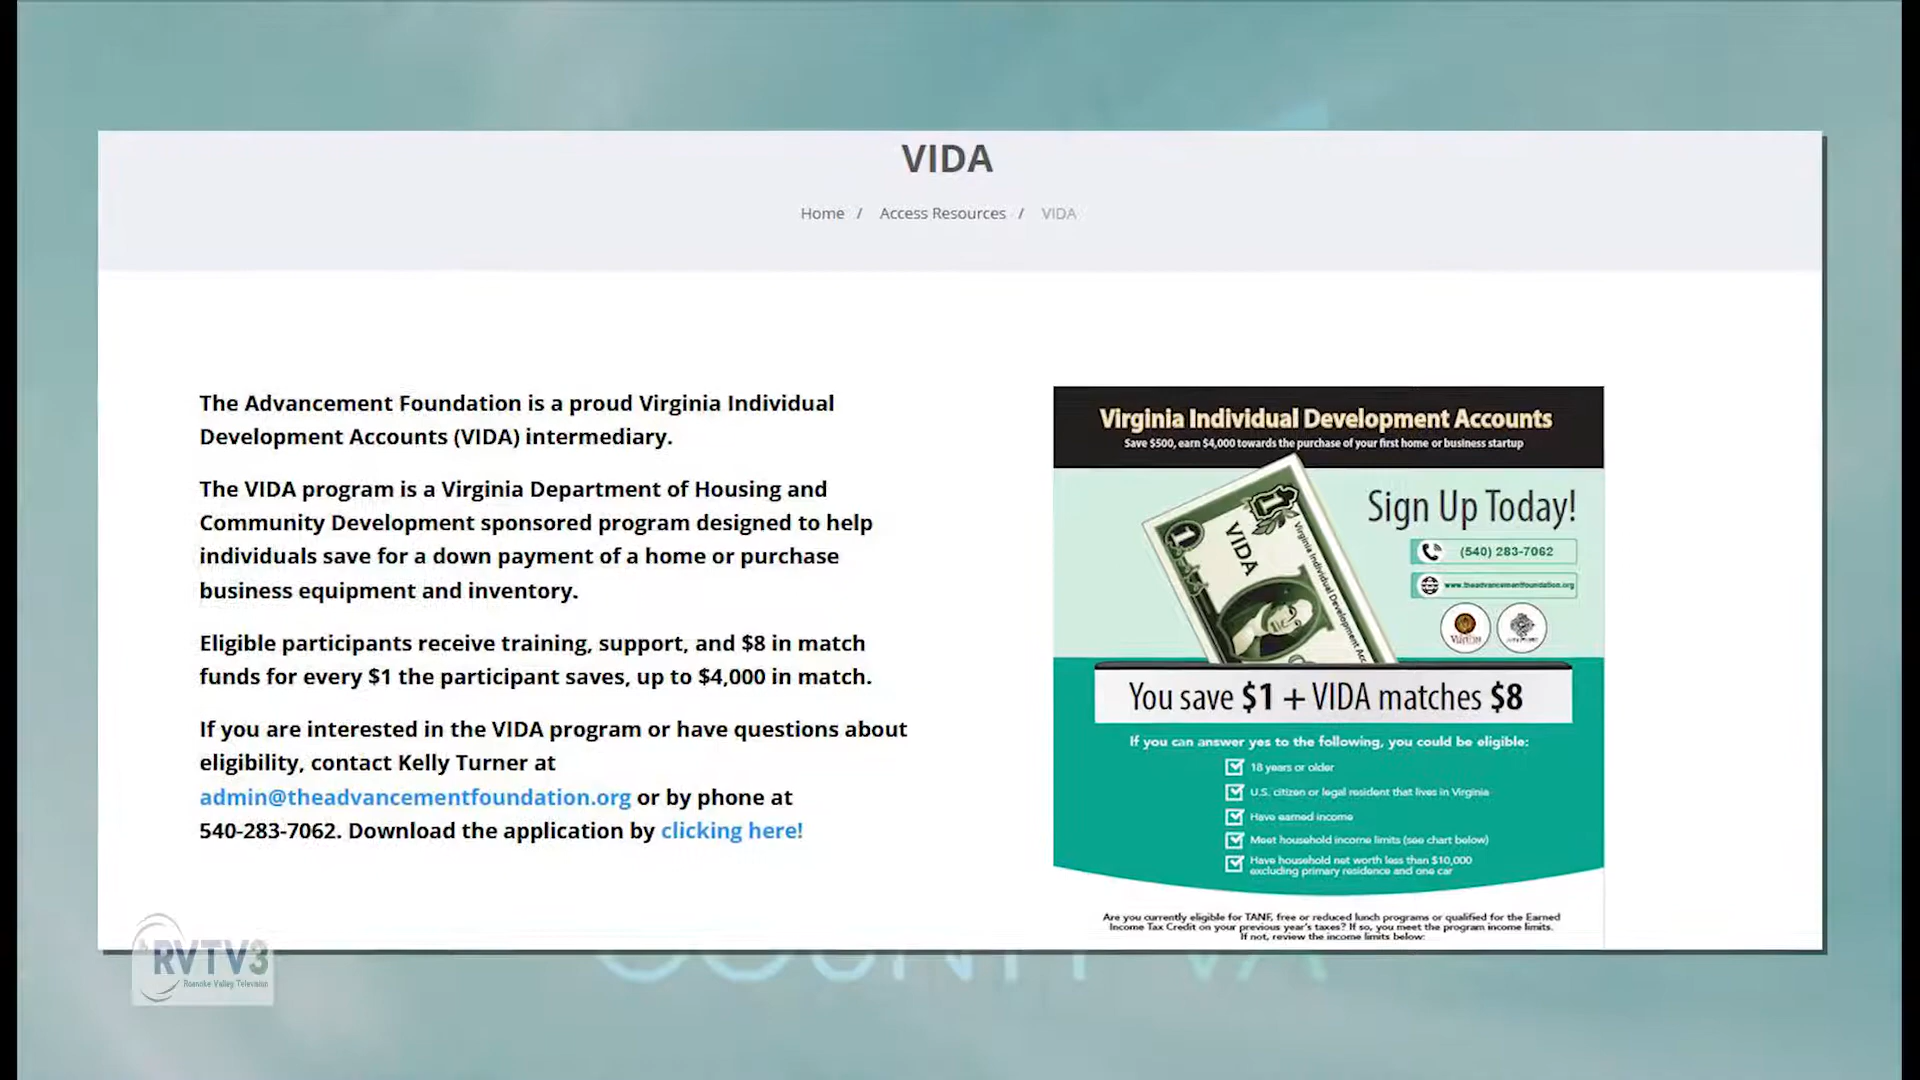 VIDA
Home / Access Resources / VIDA
The Advancement Foundation is a proud Virginia Individual
Development Accounts (VIDA) intermediary.
The VIDA program is a Virginia Department of Housing and
Community Development sponsored program designed to help
individuals save for a down payment of a home or purchase
business equipment and inventory.
Eligible participants receive training, support, and $8 in match
funds for every $1 the participant saves, up to $4,000 in match.
If you are interested in the VIDA program or have questions about
eligibility, contact Kelly Turner at
admin@theadvancementfoundation.org or by phone at
540-283-7062. Download the application by clicking here!
Virginia Individual Development Accounts
Save $500, earn $4,000 towards the purchase of your first home or business startup
Sign Up Today!
(540) 283-7062
www.theadvancementfoundation.org
1
VIDA
1
Virginia Individual Development Acc
You save $1 + VIDA matches $8
If you can answer yes to the following, you could be eligible:
18 years or older
U.S. citizen or legal resident that lives in Virginia
Have earned income
Meet household income limits (see chart below)
Have household net worth less than $10,000
excluding primary residence and one car
Are you currently eligible for TANF, free or reduced lunch programs or qualified for the Earned
Income Tax Credit on your previous year's taxes? If so, you meet the program income limits.
If not, review the income limits below:
RVTV3
Roanoke Valley Television
COUNTY VA